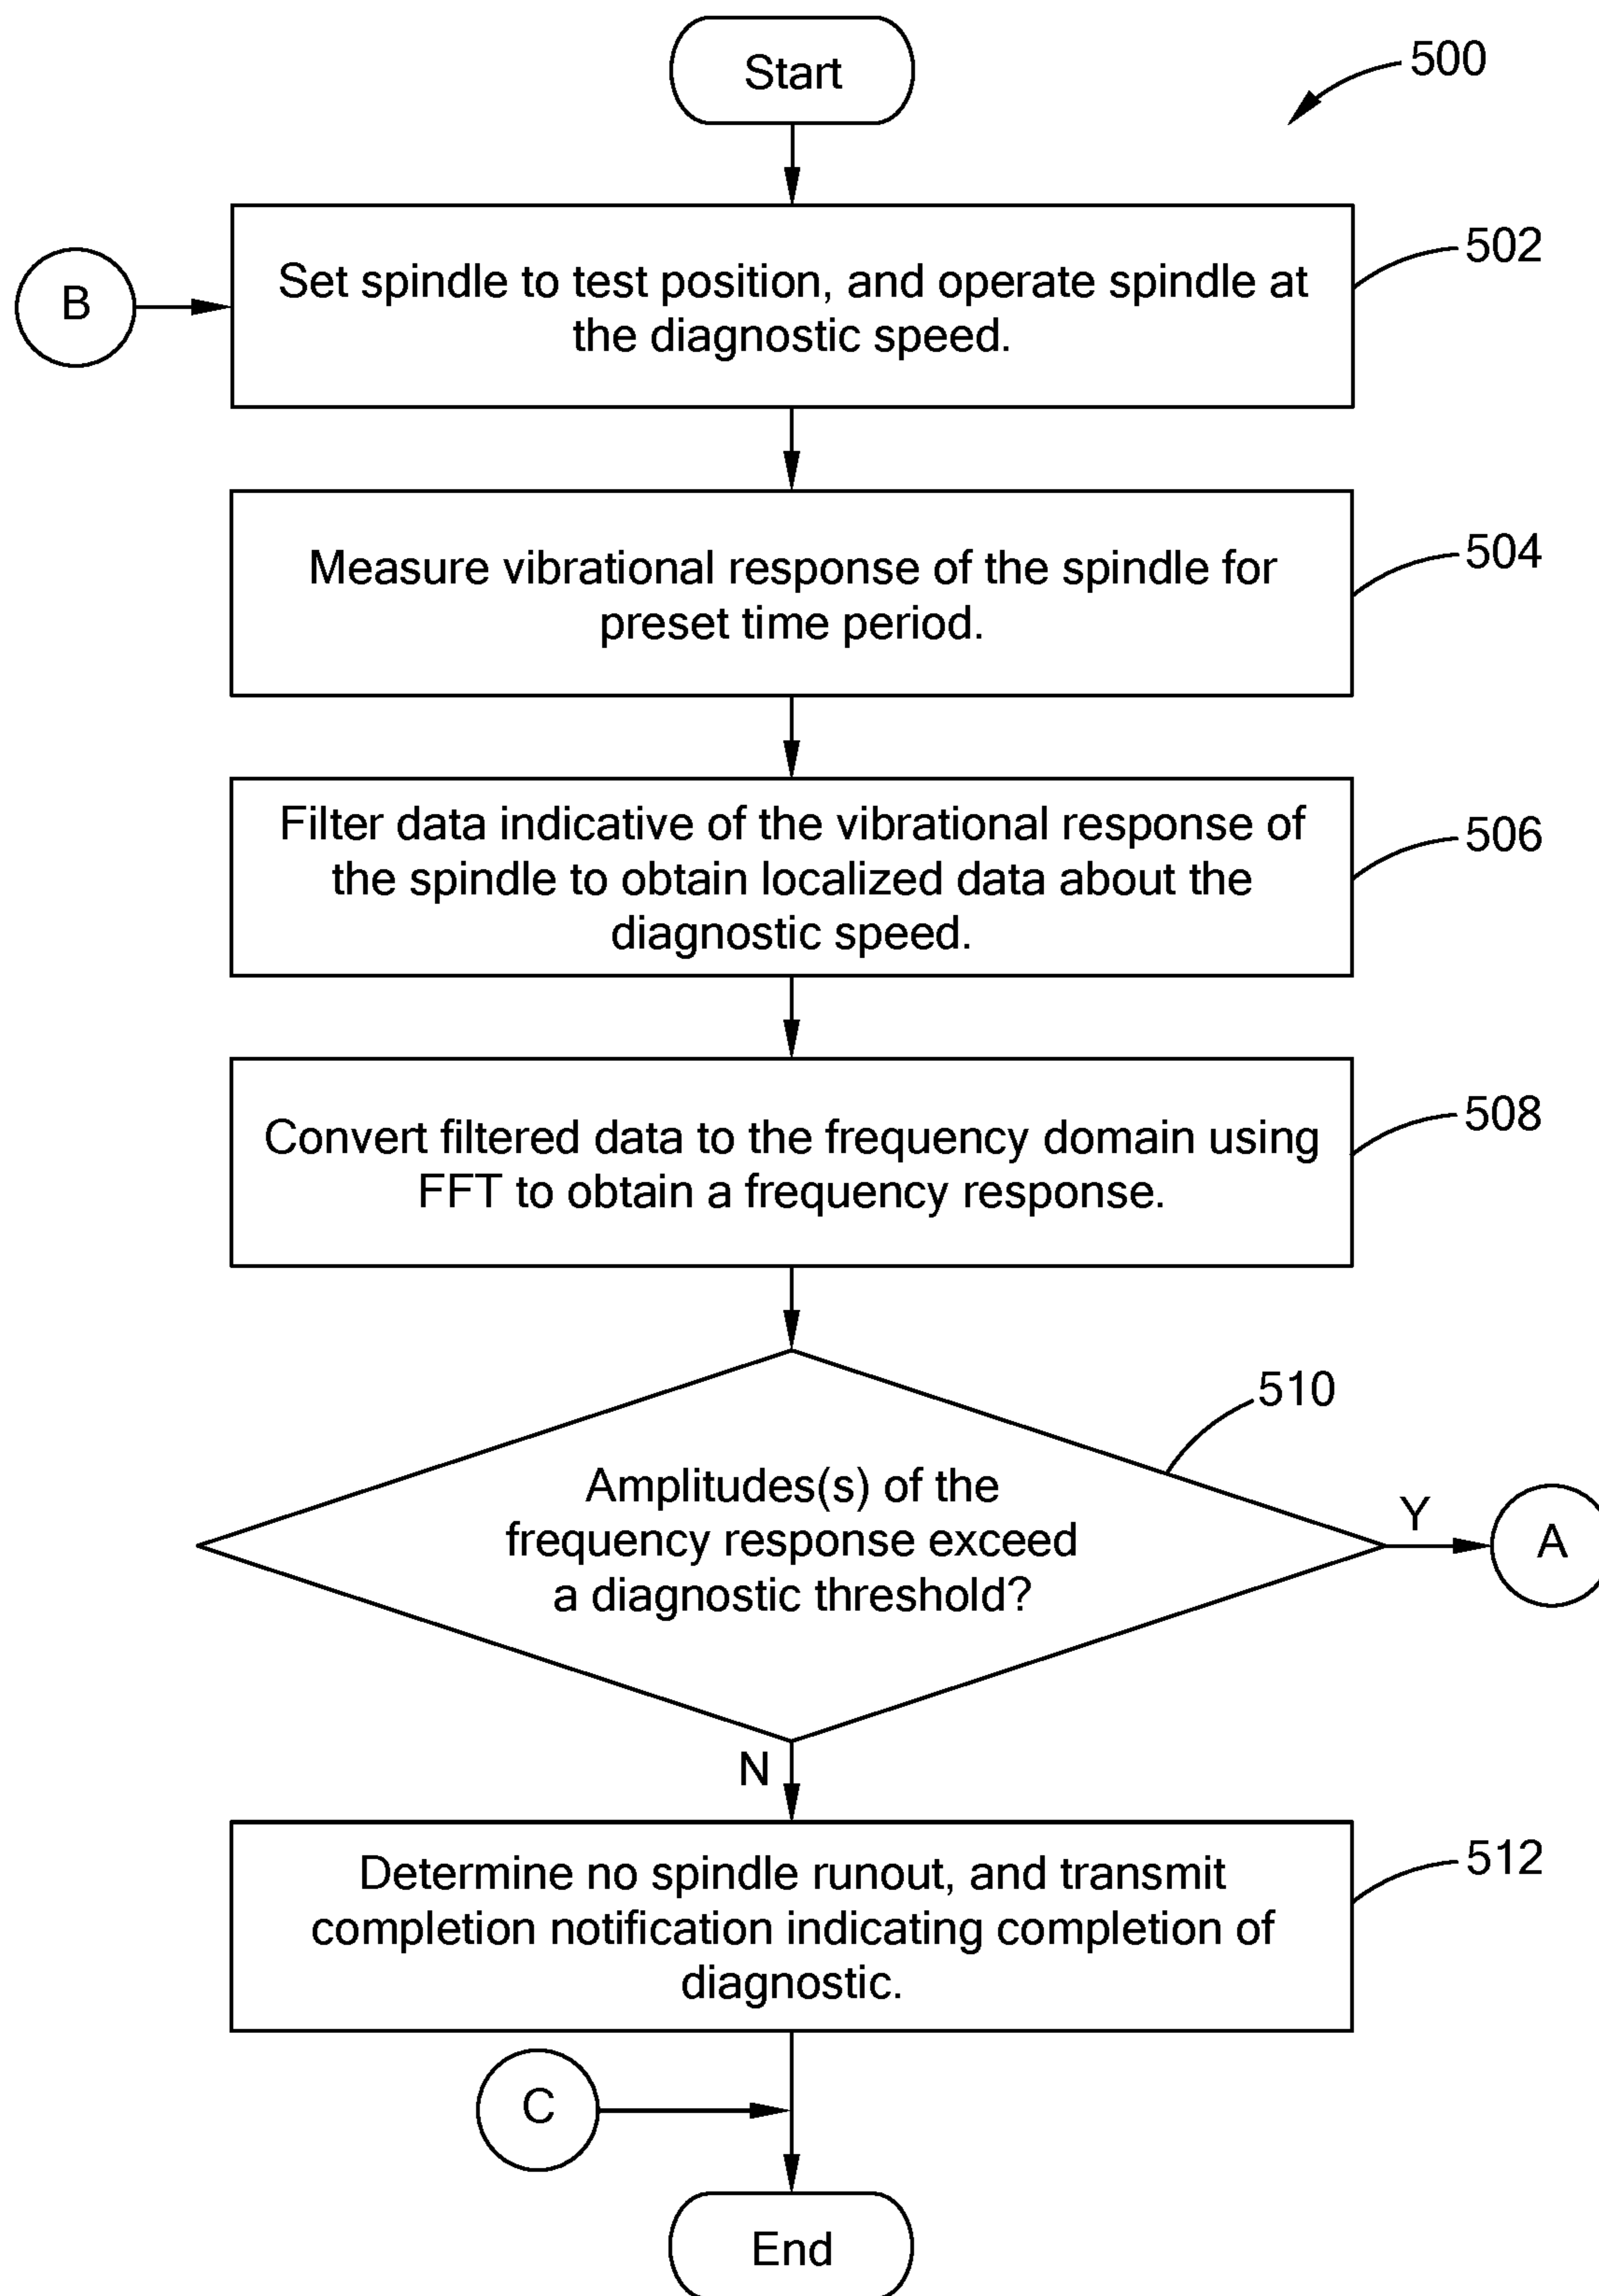 Start
500
502
B
Set spindle to test position, and operate spindle at
the diagnostic speed.
504
Measure vibrational response of the spindle for
preset time period.
506
Filter data indicative of the vibrational response of
the spindle to obtain localized data about the
diagnostic speed.
508
Convert filtered data to the frequency domain using
FFT to obtain a frequency response.
510
Amplitudes(s) of the
frequency response exceed
a diagnostic threshold?
Y
A
N
512
Determine no spindle runout, and transmit
completion notification indicating completion of
diagnostic.
C
End